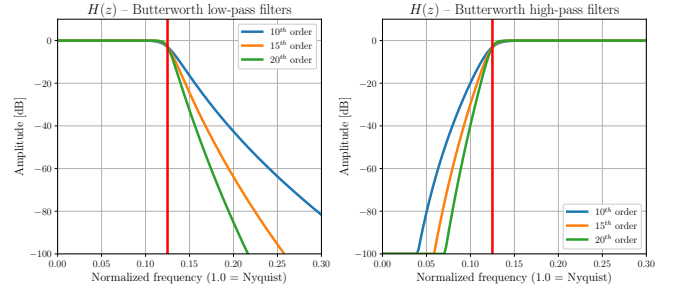 H(z) – Butterworth low-pass filters
0
−20
−40
−60
−80
−100
Amplitude [dB]
10th order
15th order
20th order
0.00 0.05 0.10 0.15 0.20 0.25 0.30
Normalized frequency (1.0 = Nyquist)
H(z) – Butterworth high-pass filters
0
−20
−40
−60
−80
−100
Amplitude [dB]
10th order
15th order
20th order
0.00 0.05 0.10 0.15 0.20 0.25 0.30
Normalized frequency (1.0 = Nyquist)